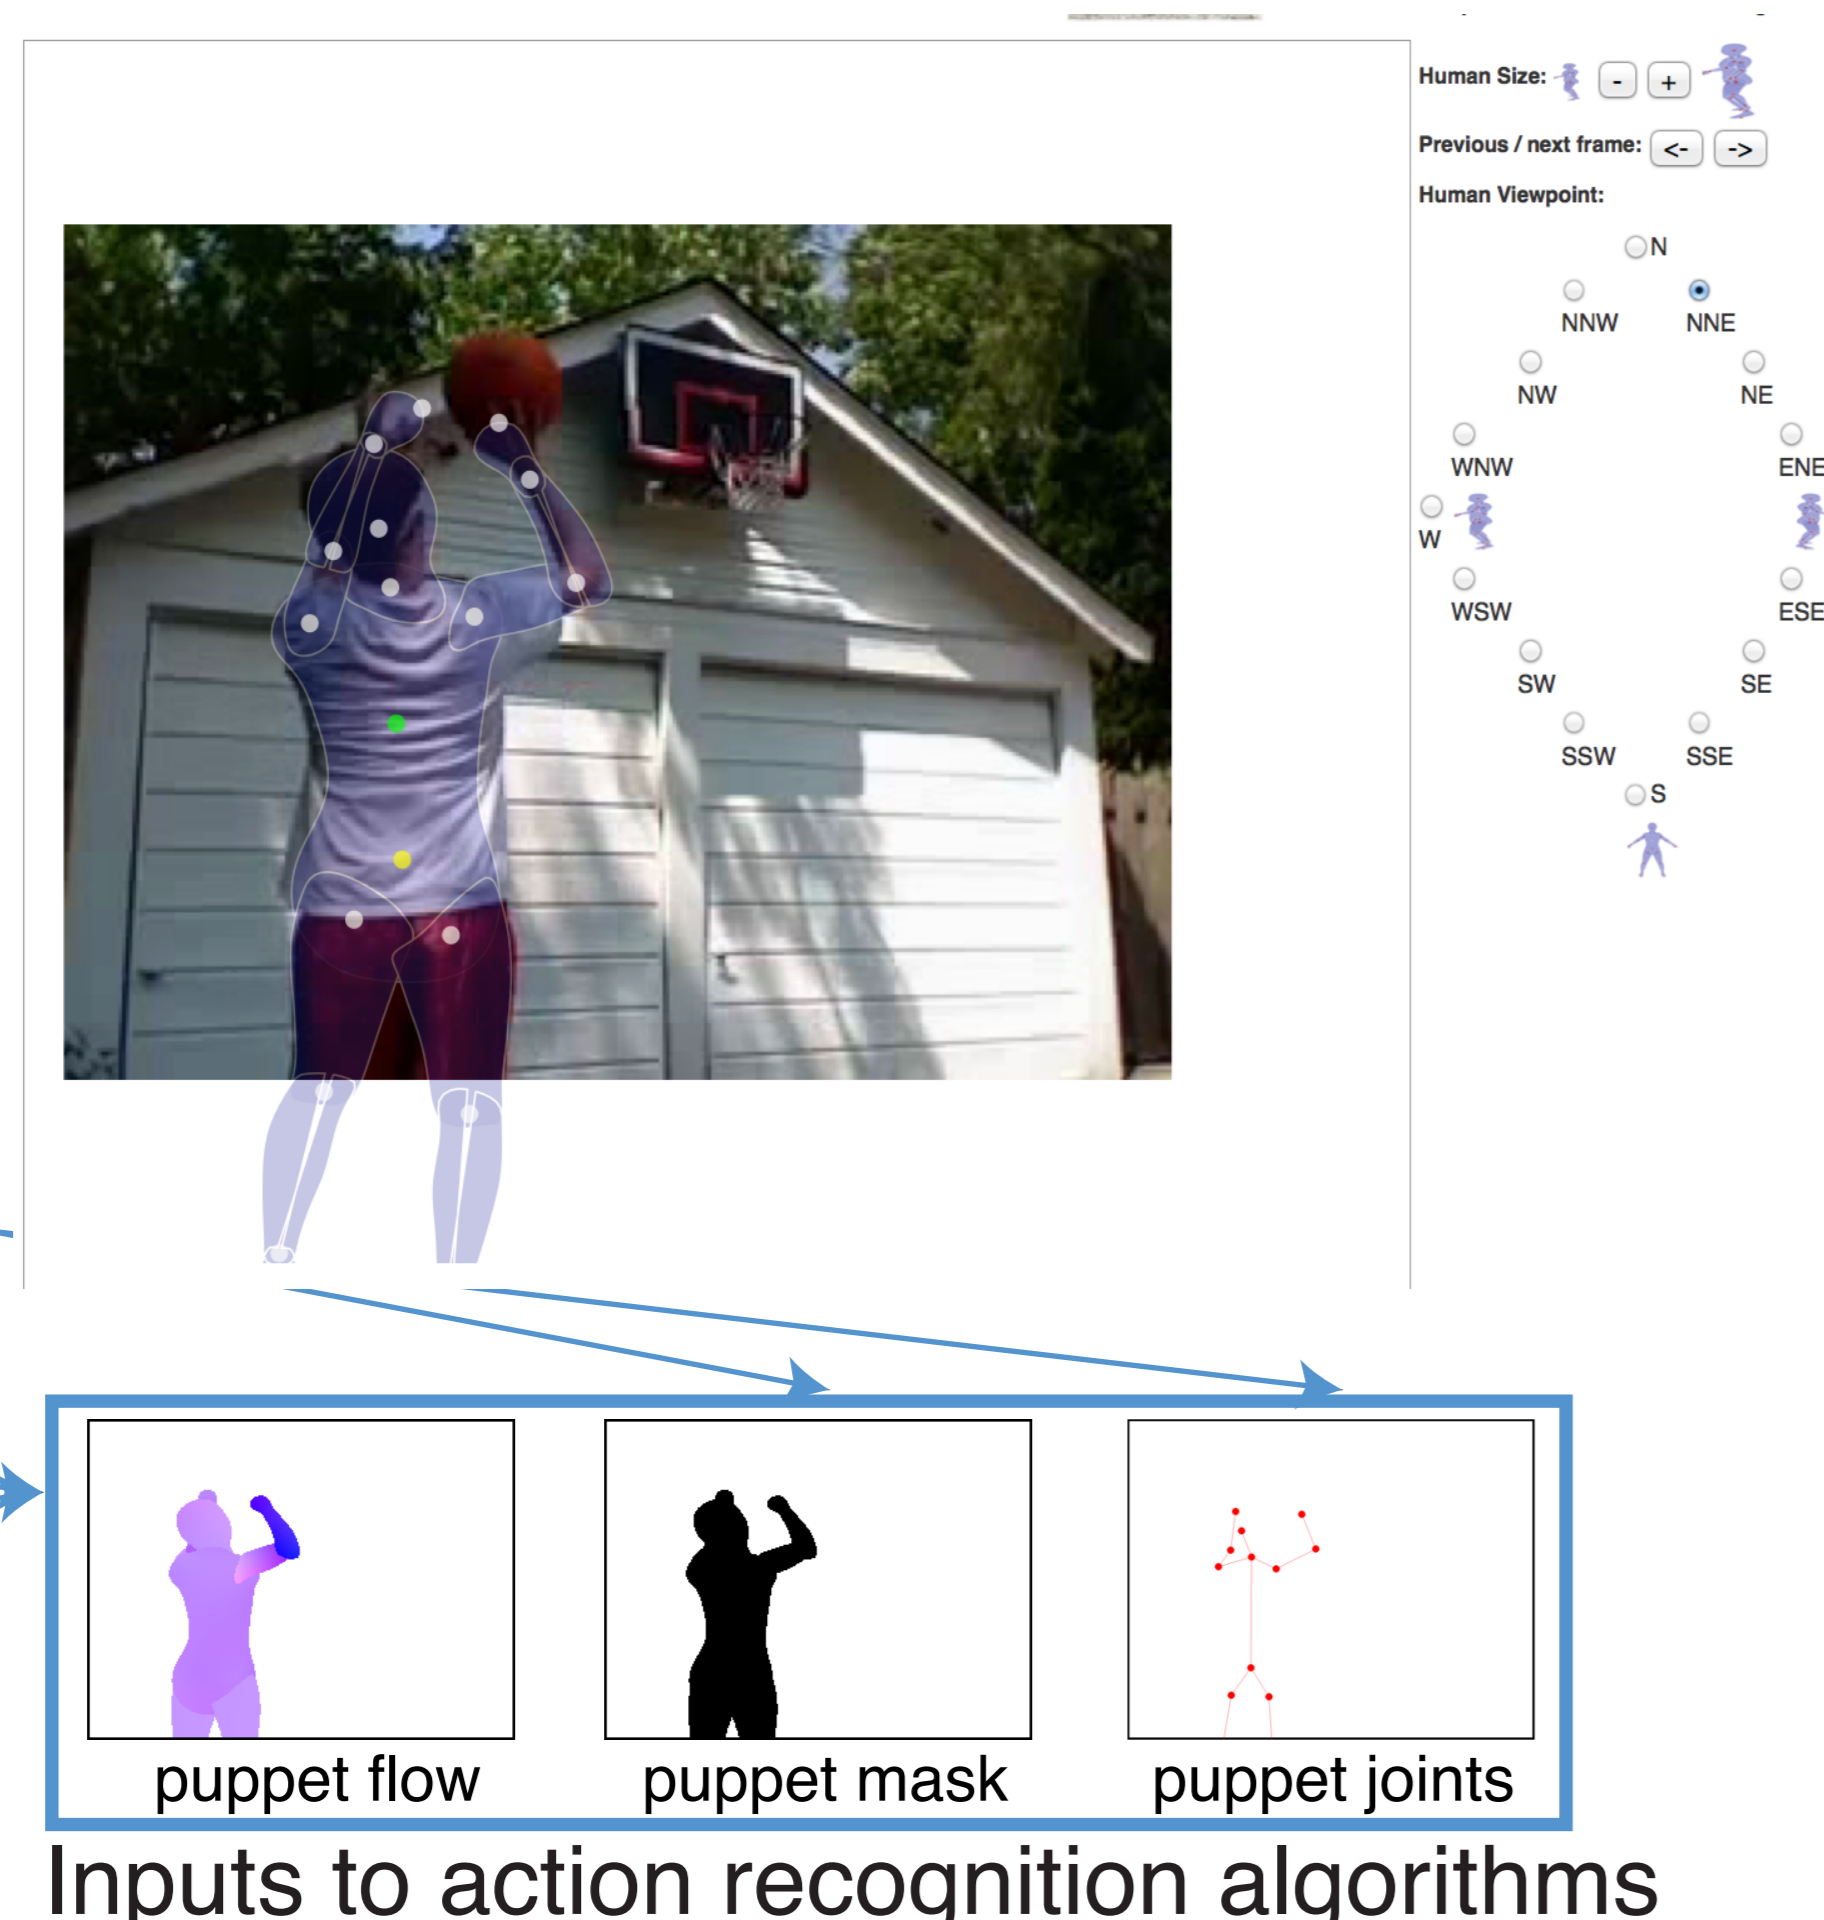 Human Size: - +
Previous / next frame: <- ->
Human Viewpoint:
N
NNW NNE
NW NE
WNW ENE
W
WSW ESE
SW SE
SSW SSE
S
puppet flow puppet mask puppet joints
Inputs to action recognition algorithms